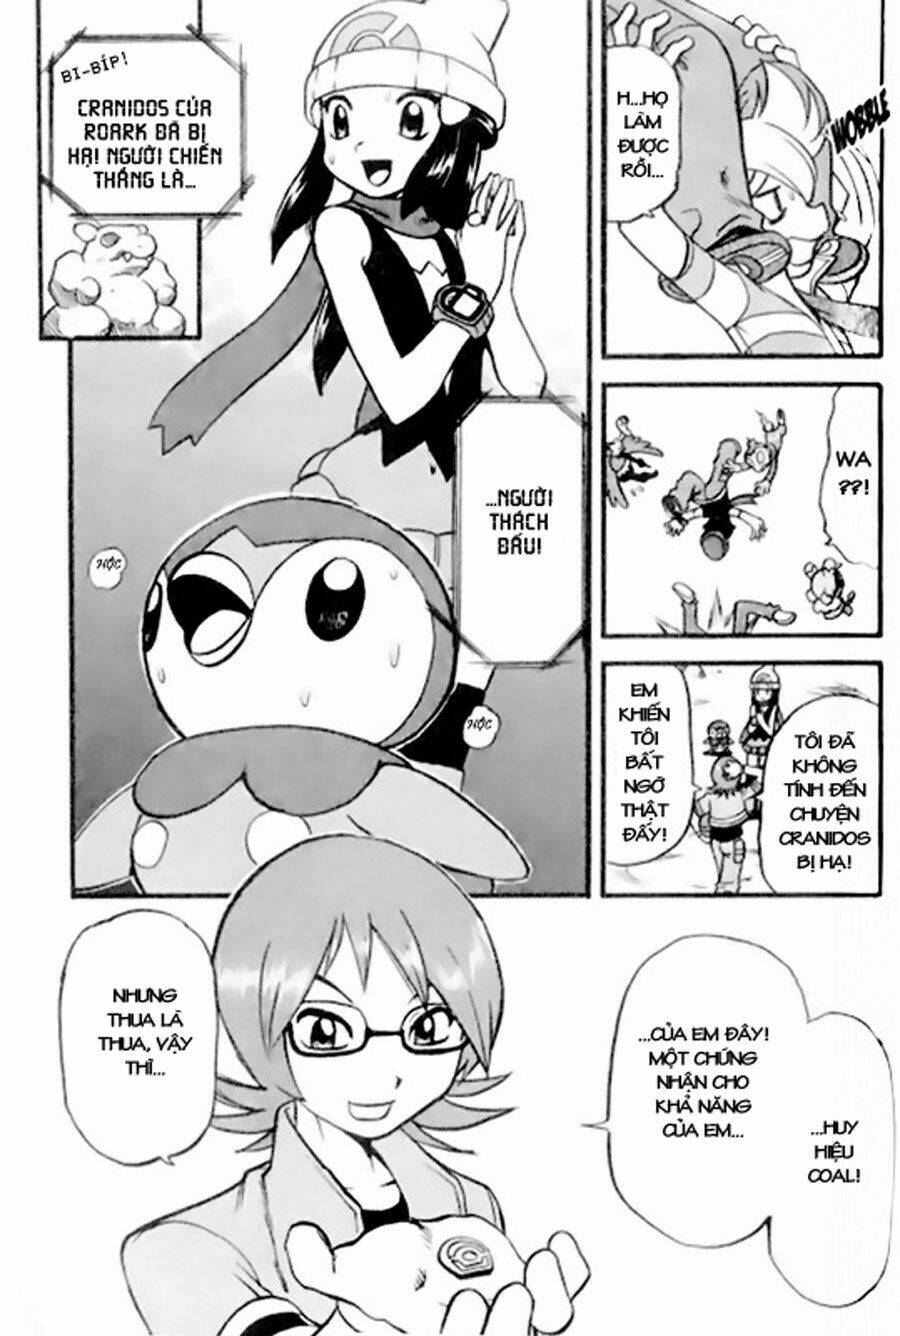 BI-BÍP!
CRANIDOS CỦA
ROARK ĐÃ BỊ
HẠ! NGƯỜI CHIẾN
THẮNG LÀ...
...NGƯỜI
THÁCH
ĐẤU!
HỘC
HỘC
H...HỌ
LÀM
ĐƯỢC
RỒI...
WOBBLE
WA
??!
EM
KHIẾN
TÔI
BẤT
NGỜ
THẬT
ĐẤY!
TÔI ĐÃ
KHÔNG
TÍNH ĐẾN
CHUYỆN
CRANIDOS
BỊ HẠ!
NHƯNG
THUA LÀ
THUA, VẬY
THÌ...
...CỦA EM ĐÂY!
MỘT CHỨNG
NHẬN CHO
KHẢ NĂNG
CỦA EM...
...HUY
HIỆU
COAL!